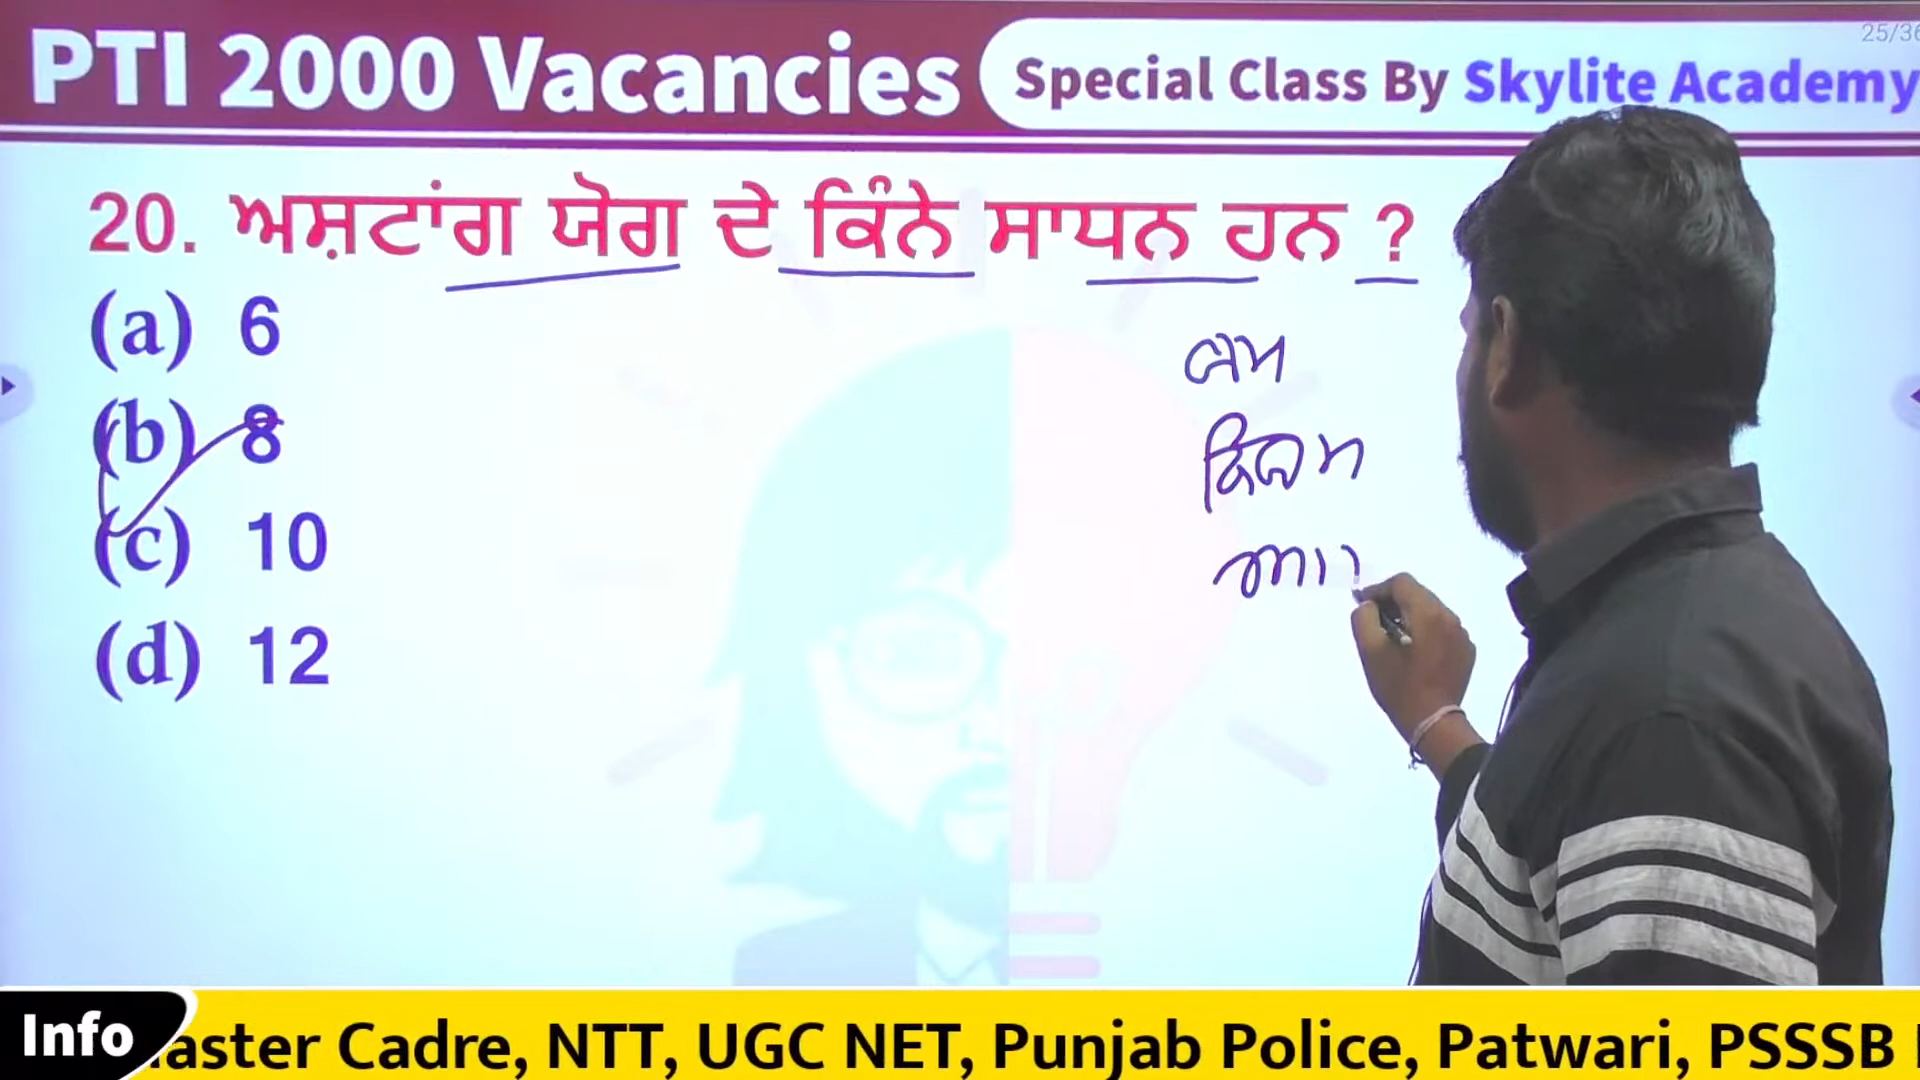 25/36
PTI 2000 Vacancies
Special Class By Skylite Academy
20. ਅਸ਼ਟਾਂਗ ਯੋਗ ਦੇ ਕਿੰਨੇ ਸਾਧਨ ਹਨ ?
(a) 6
(b) 8
(c) 10
(d) 12
ਯਮ
ਨਿਯਮ
Info
aster Cadre, NTT, UGC NET, Punjab Police, Patwari, PSSSB